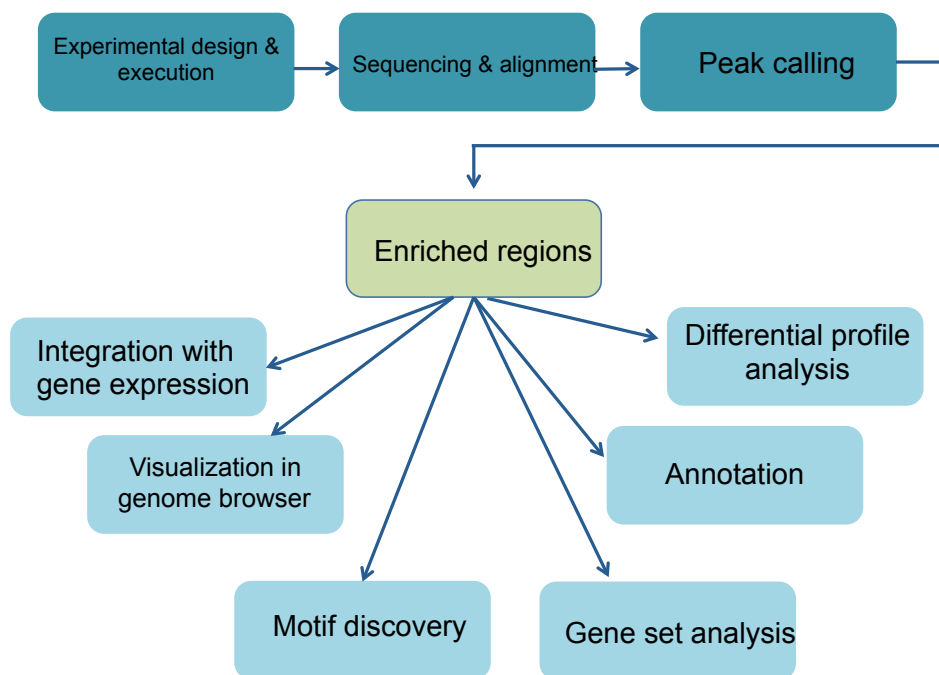 Experimental design &
execution
Sequencing & alignment
Peak calling
Enriched regions
Integration with
gene expression
Differential profile
analysis
Visualization in
genome browser
Annotation
Motif discovery
Gene set analysis